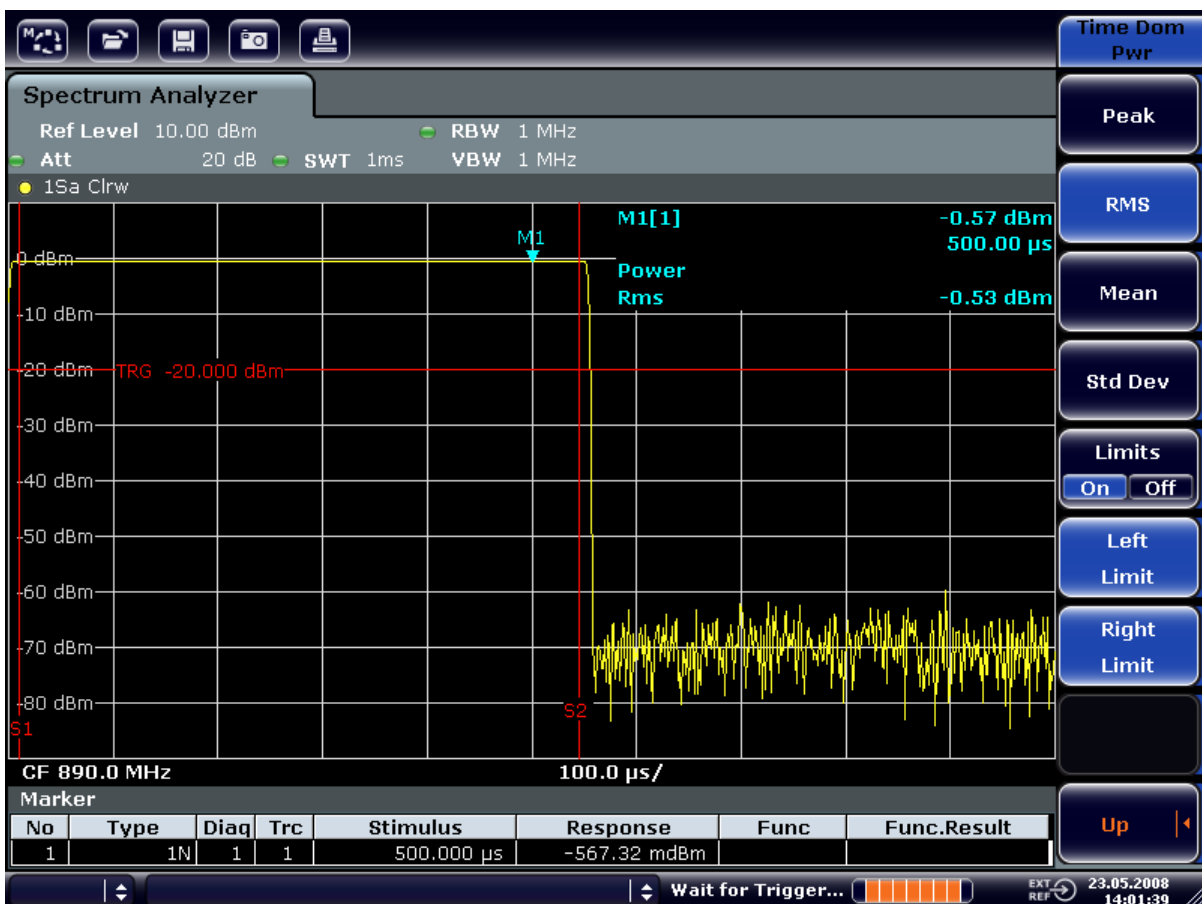 Time Dom
Pwr
Spectrum Analyzer
Ref Level 10.00 dBm RBW 1 MHz
Att 20 dB SWT 1ms VBW 1 MHz
1Sa Clrw
M1[1] -0.57 dBm
500.00 µs
Power
Rms -0.53 dBm
M1
0 dBm
-10 dBm
-20 dBm
TRG -20.000 dBm
-30 dBm
-40 dBm
-50 dBm
-60 dBm
-70 dBm
-80 dBm
S1
S2
CF 890.0 MHz 100.0 µs/
Marker
No Type Diag Trc Stimulus Response Func Func.Result
1 1N 1 1 500.000 µs -567.32 mdBm
Peak
RMS
Mean
Std Dev
Limits
On Off
Left
Limit
Right
Limit
Up
Wait for Trigger...
EXT
REF
23.05.2008
14:01:39
M